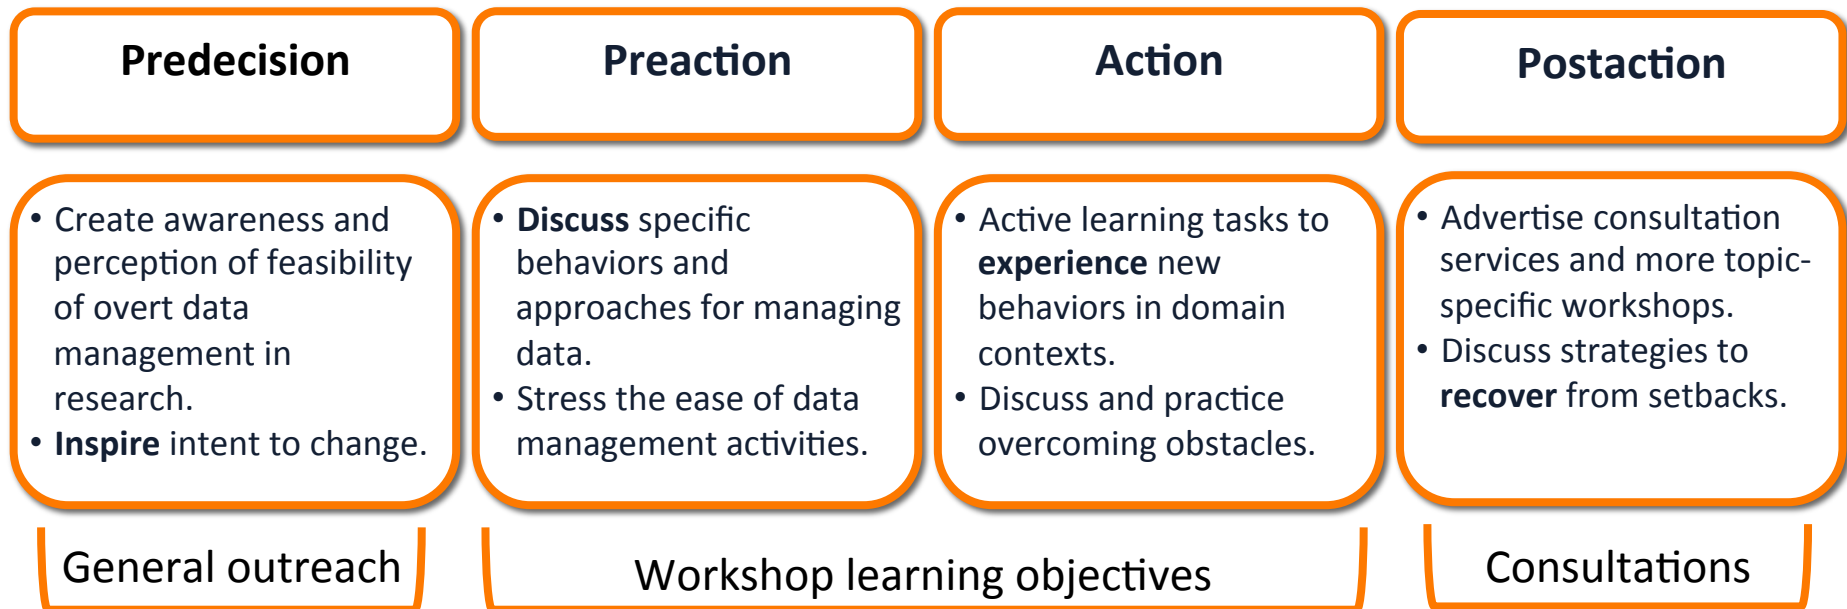 Predecision
Preaction
Action
Postaction
• Create awareness and
perception of feasibility
of overt data
management in
research.
• Inspire intent to change.
• Discuss specific
behaviors and
approaches for managing
data.
• Stress the ease of data
management activities.
• Active learning tasks to
experience new
behaviors in domain
contexts.
• Discuss and practice
overcoming obstacles.
• Advertise consultation
services and more topic-
specific workshops.
• Discuss strategies to
recover from setbacks.
General outreach
Workshop learning objectives
Consultations